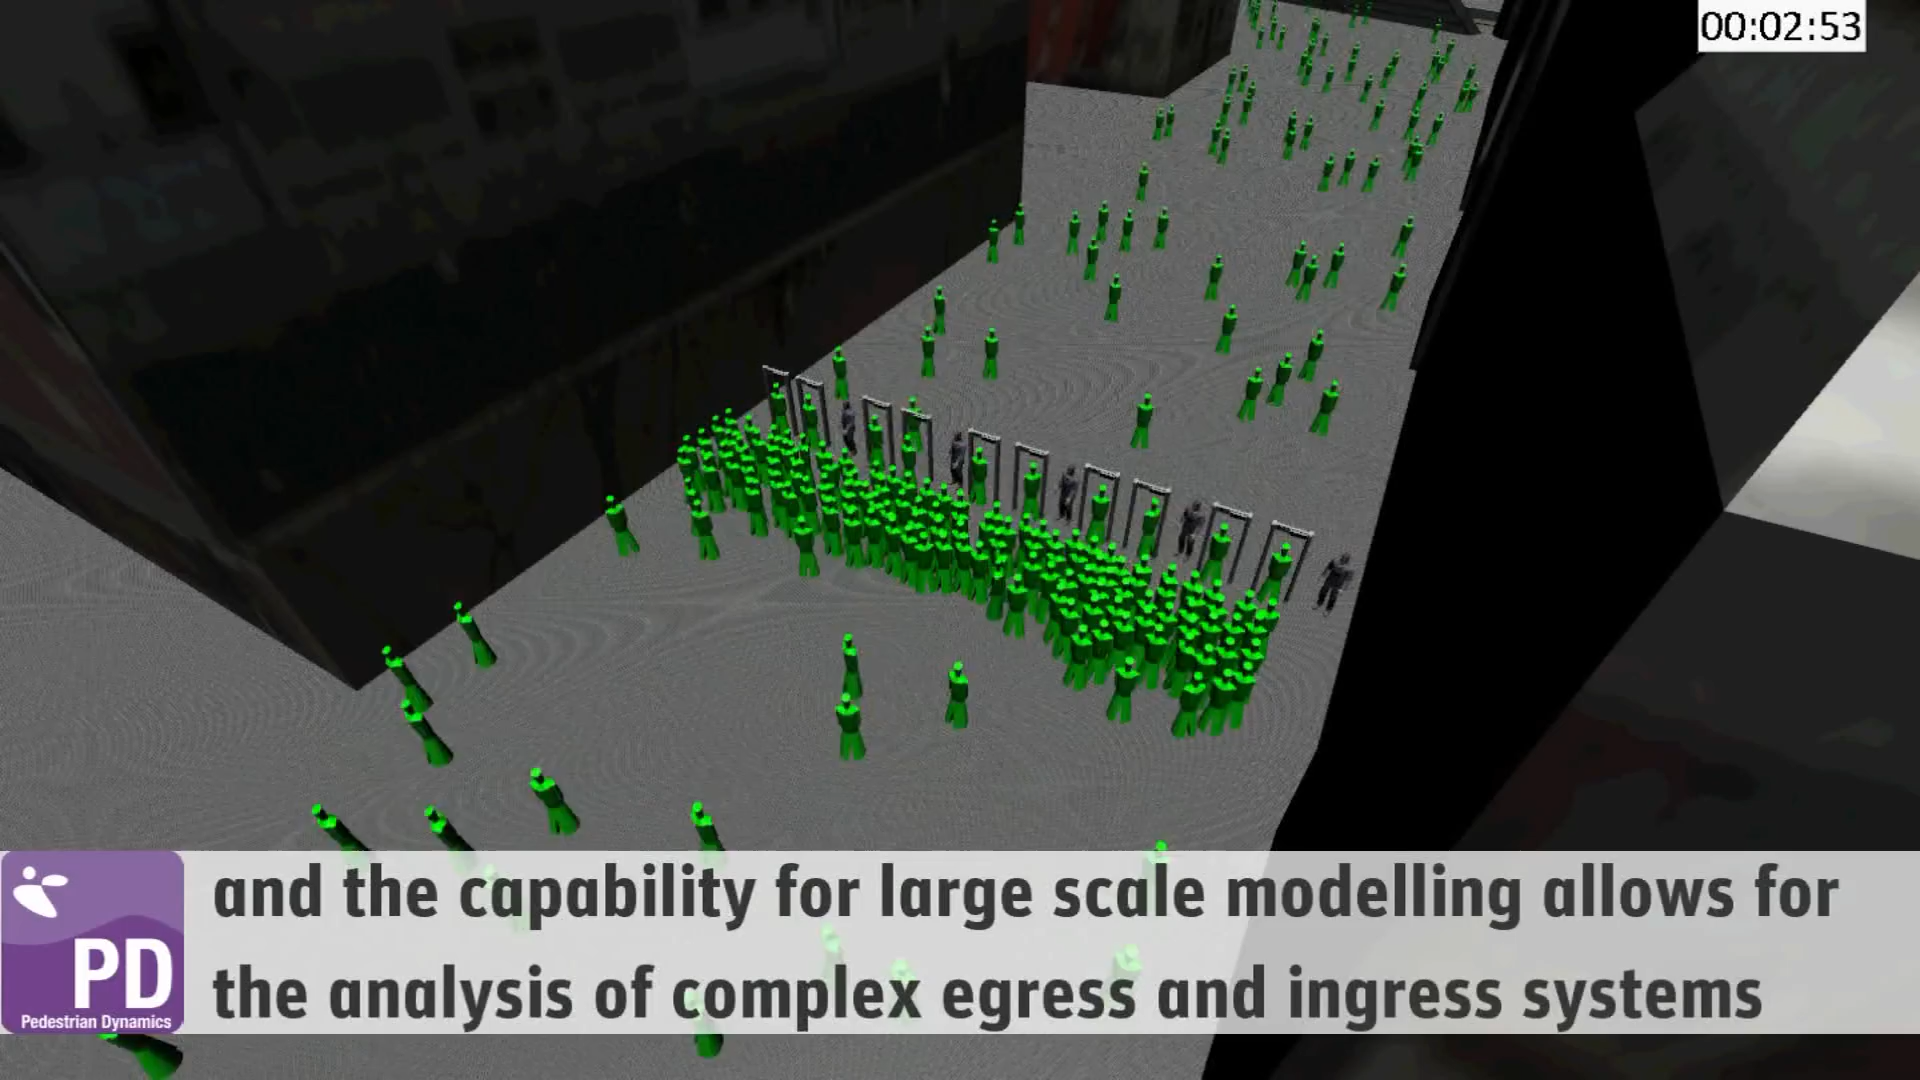 00:02:53
and the capability for large scale modelling allows for
the analysis of complex egress and ingress systems
PD
Pedestrian Dynamics